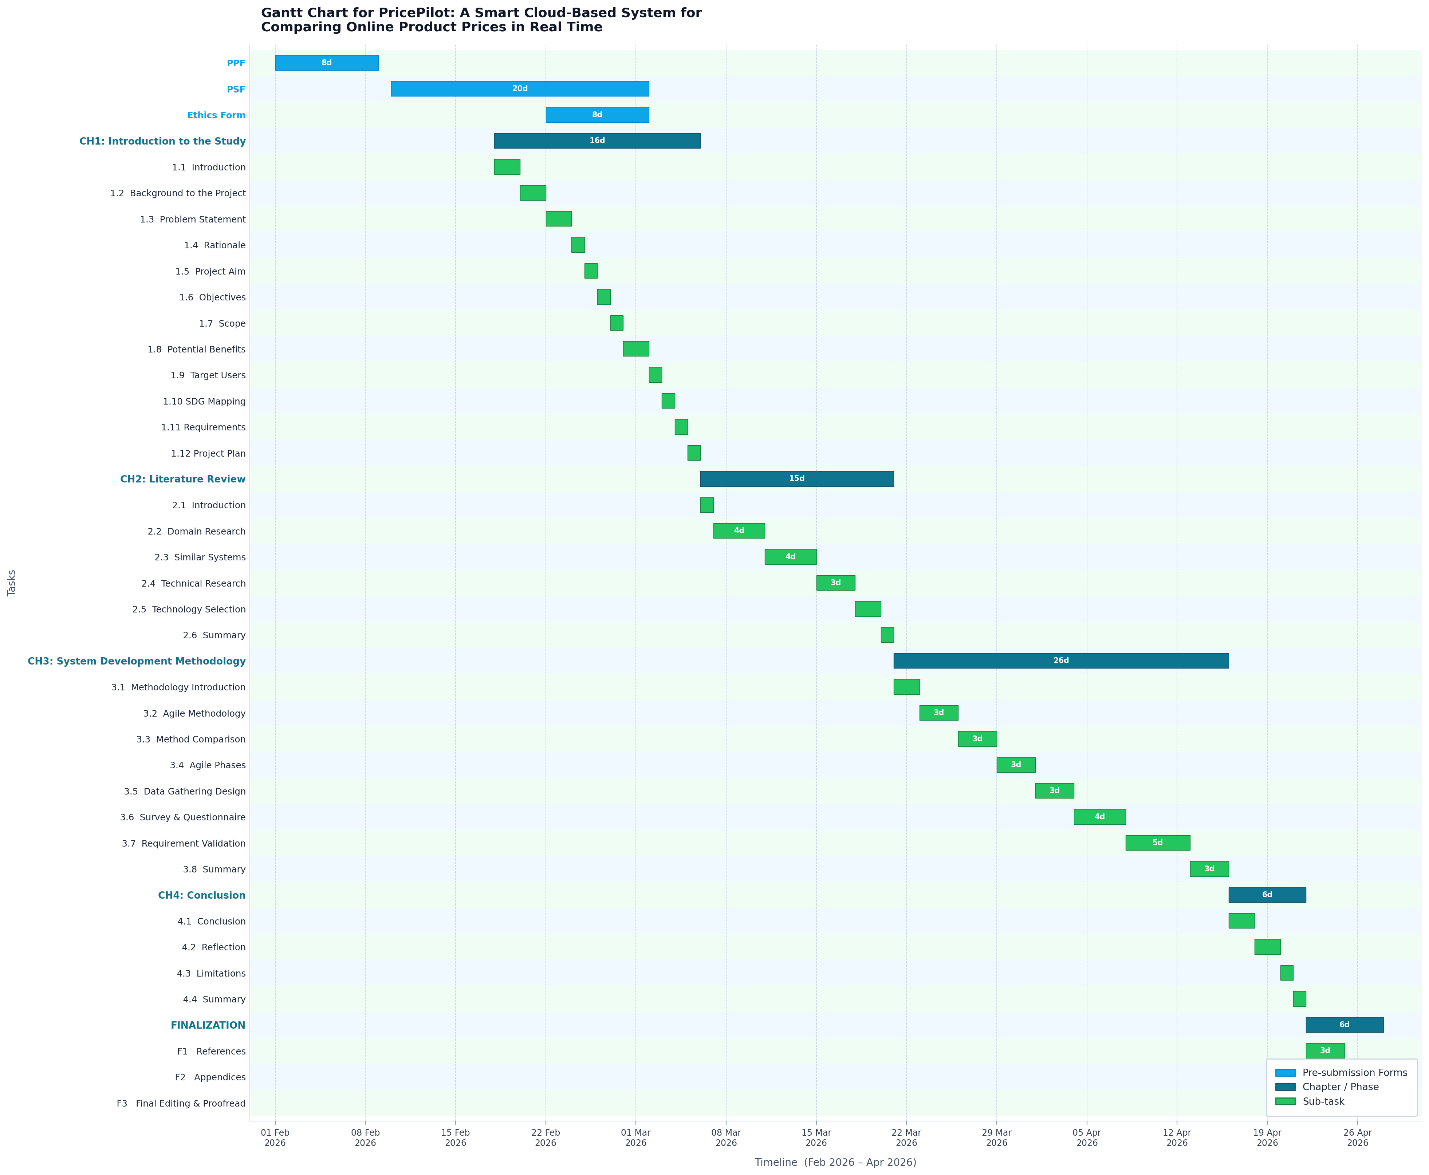 Gantt Chart for PricePilot: A Smart Cloud-Based System for
Comparing Online Product Prices in Real Time
PPF
8d
PSF
20d
Ethics Form
8d
CH1: Introduction to the Study
16d
1.1 Introduction
1.2 Background to the Project
1.3 Problem Statement
1.4 Rationale
1.5 Project Aim
1.6 Objectives
1.7 Scope
1.8 Potential Benefits
1.9 Target Users
1.10 SDG Mapping
1.11 Requirements
1.12 Project Plan
CH2: Literature Review
15d
2.1 Introduction
2.2 Domain Research
4d
2.3 Similar Systems
4d
2.4 Technical Research
3d
2.5 Technology Selection
2.6 Summary
CH3: System Development Methodology
26d
3.1 Methodology Introduction
3.2 Agile Methodology
3d
3.3 Method Comparison
3d
3.4 Agile Phases
3d
3.5 Data Gathering Design
3d
3.6 Survey & Questionnaire
4d
3.7 Requirement Validation
5d
3.8 Summary
3d
CH4: Conclusion
6d
4.1 Conclusion
4.2 Reflection
4.3 Limitations
4.4 Summary
FINALIZATION
6d
F1 References
3d
F2 Appendices
F3 Final Editing & Proofread
Tasks
Pre-submission Forms
Chapter / Phase
Sub-task
01 Feb 2026
08 Feb 2026
15 Feb 2026
22 Feb 2026
01 Mar 2026
08 Mar 2026
15 Mar 2026
22 Mar 2026
29 Mar 2026
05 Apr 2026
12 Apr 2026
19 Apr 2026
26 Apr 2026
Timeline (Feb 2026 – Apr 2026)